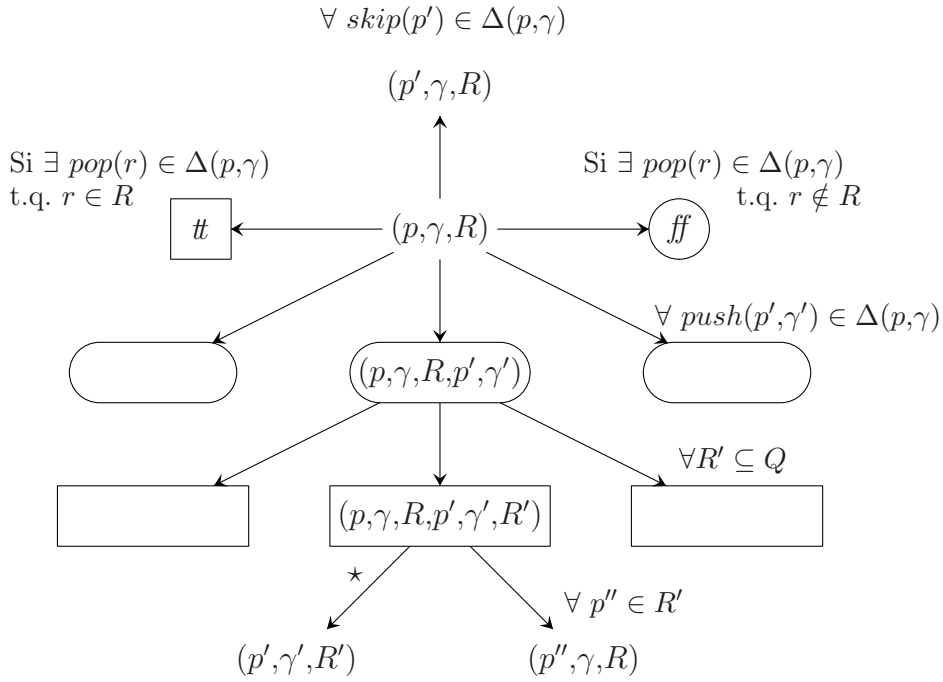 ∀ skip(p′) ∈ Δ(p,γ)
(p′,γ,R)
Si ∃ pop(r) ∈ Δ(p,γ)
t.q. r ∈ R
Si ∃ pop(r) ∈ Δ(p,γ)
t.q. r ∉ R
tt
(p,γ,R)
ff
∀ push(p′,γ′) ∈ Δ(p,γ)
(p,γ,R,p′,γ′)
∀R′ ⊆ Q
(p,γ,R,p′,γ′,R′)
⋆
∀ p″ ∈ R′
(p′,γ′,R′)
(p″,γ,R)